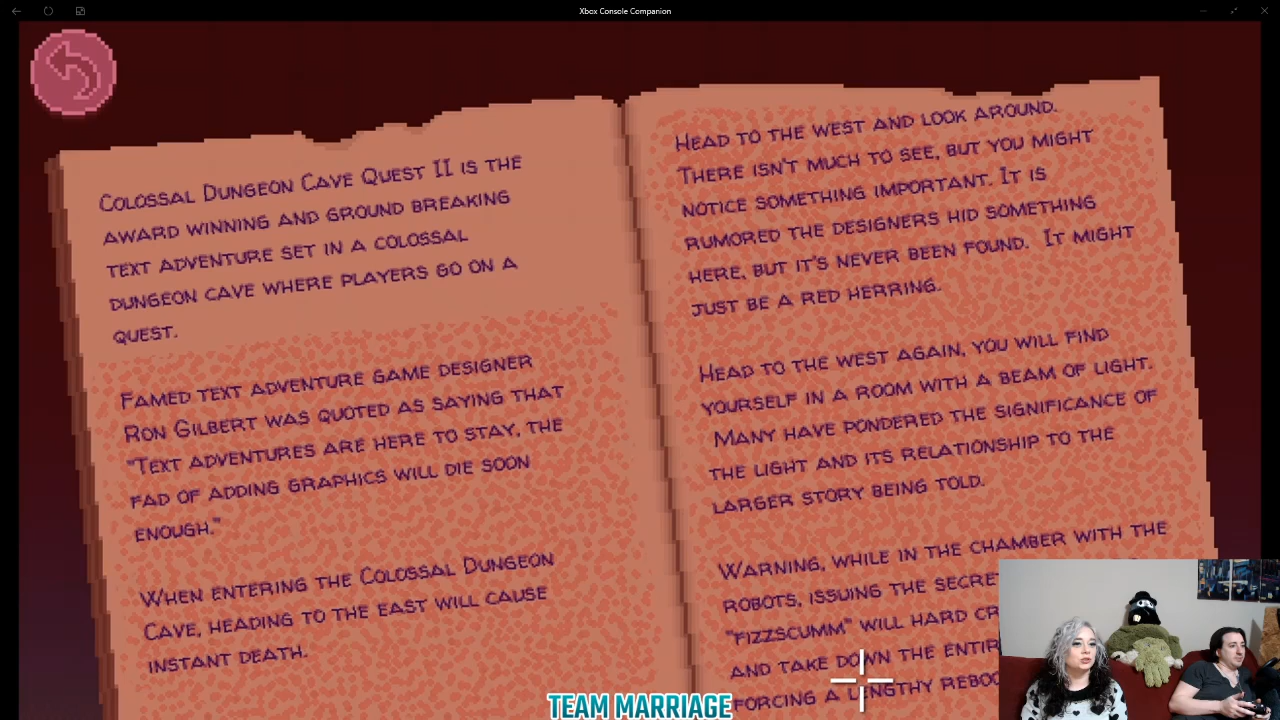 Xbox Console Companion
COLOSSAL DUNGEON CAVE QUEST II IS THE
AWARD WINNING AND GROUND BREAKING
TEXT ADVENTURE SET IN A COLOSSAL
DUNGEON CAVE WHERE PLAYERS GO ON A
QUEST.
FAMED TEXT ADVENTURE GAME DESIGNER
RON GILBERT WAS QUOTED AS SAYING THAT
"TEXT ADVENTURES ARE HERE TO STAY, THE
FAD OF ADDING GRAPHICS WILL DIE SOON
ENOUGH."
WHEN ENTERING THE COLOSSAL DUNGEON
CAVE, HEADING TO THE EAST WILL CAUSE
INSTANT DEATH.
HEAD TO THE WEST AND LOOK AROUND.
THERE ISN'T MUCH TO SEE, BUT YOU MIGHT
NOTICE SOMETHING IMPORTANT. IT IS
RUMORED THE DESIGNERS HID SOMETHING
HERE, BUT IT'S NEVER BEEN FOUND. IT MIGHT
JUST BE A RED HERRING.
HEAD TO THE WEST AGAIN, YOU WILL FIND
YOURSELF IN A ROOM WITH A BEAM OF LIGHT.
MANY HAVE PONDERED THE SIGNIFICANCE OF
THE LIGHT AND ITS RELATIONSHIP TO THE
LARGER STORY BEING TOLD.
WARNING, WHILE IN THE CHAMBER WITH THE
ROBOTS, ISSUING THE SECRE
"FIZZSCUMM" WILL HARD CR
AND TAKE DOWN THE ENTIR
FORCING A LENGTHY REBOO
TEAM MARRIAGE